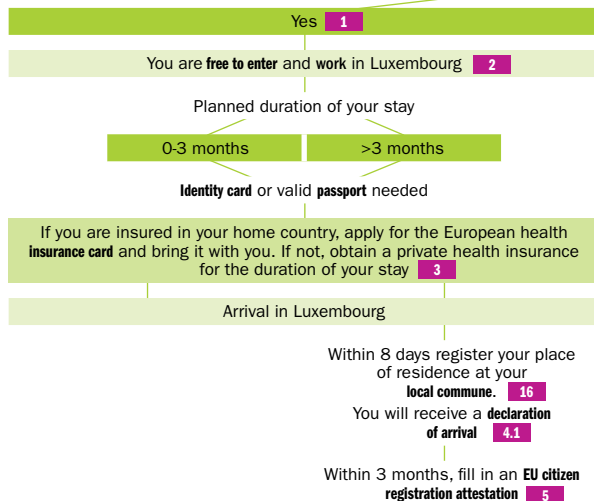 Yes 1
You are free to enter and work in Luxembourg 2
Planned duration of your stay
0-3 months >3 months
Identity card or valid passport needed
If you are insured in your home country, apply for the European health
insurance card and bring it with you. If not, obtain a private health insurance
for the duration of your stay 3
Arrival in Luxembourg
Within 8 days register your place
of residence at your
local commune. 16
You will receive a declaration
of arrival 4.1
Within 3 months, fill in an EU citizen
registration attestation 5